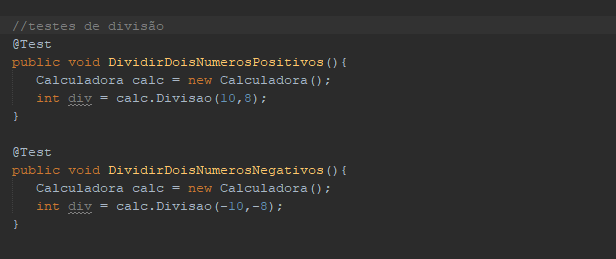 //testes de divisão
@Test
public void DividirDoisNumerosPositivos(){
Calculadora calc = new Calculadora();
int div = calc.Divisao(10,8);
}
@Test
public void DividirDoisNumerosNegativos(){
Calculadora calc = new Calculadora();
int div = calc.Divisao(-10,-8);
}